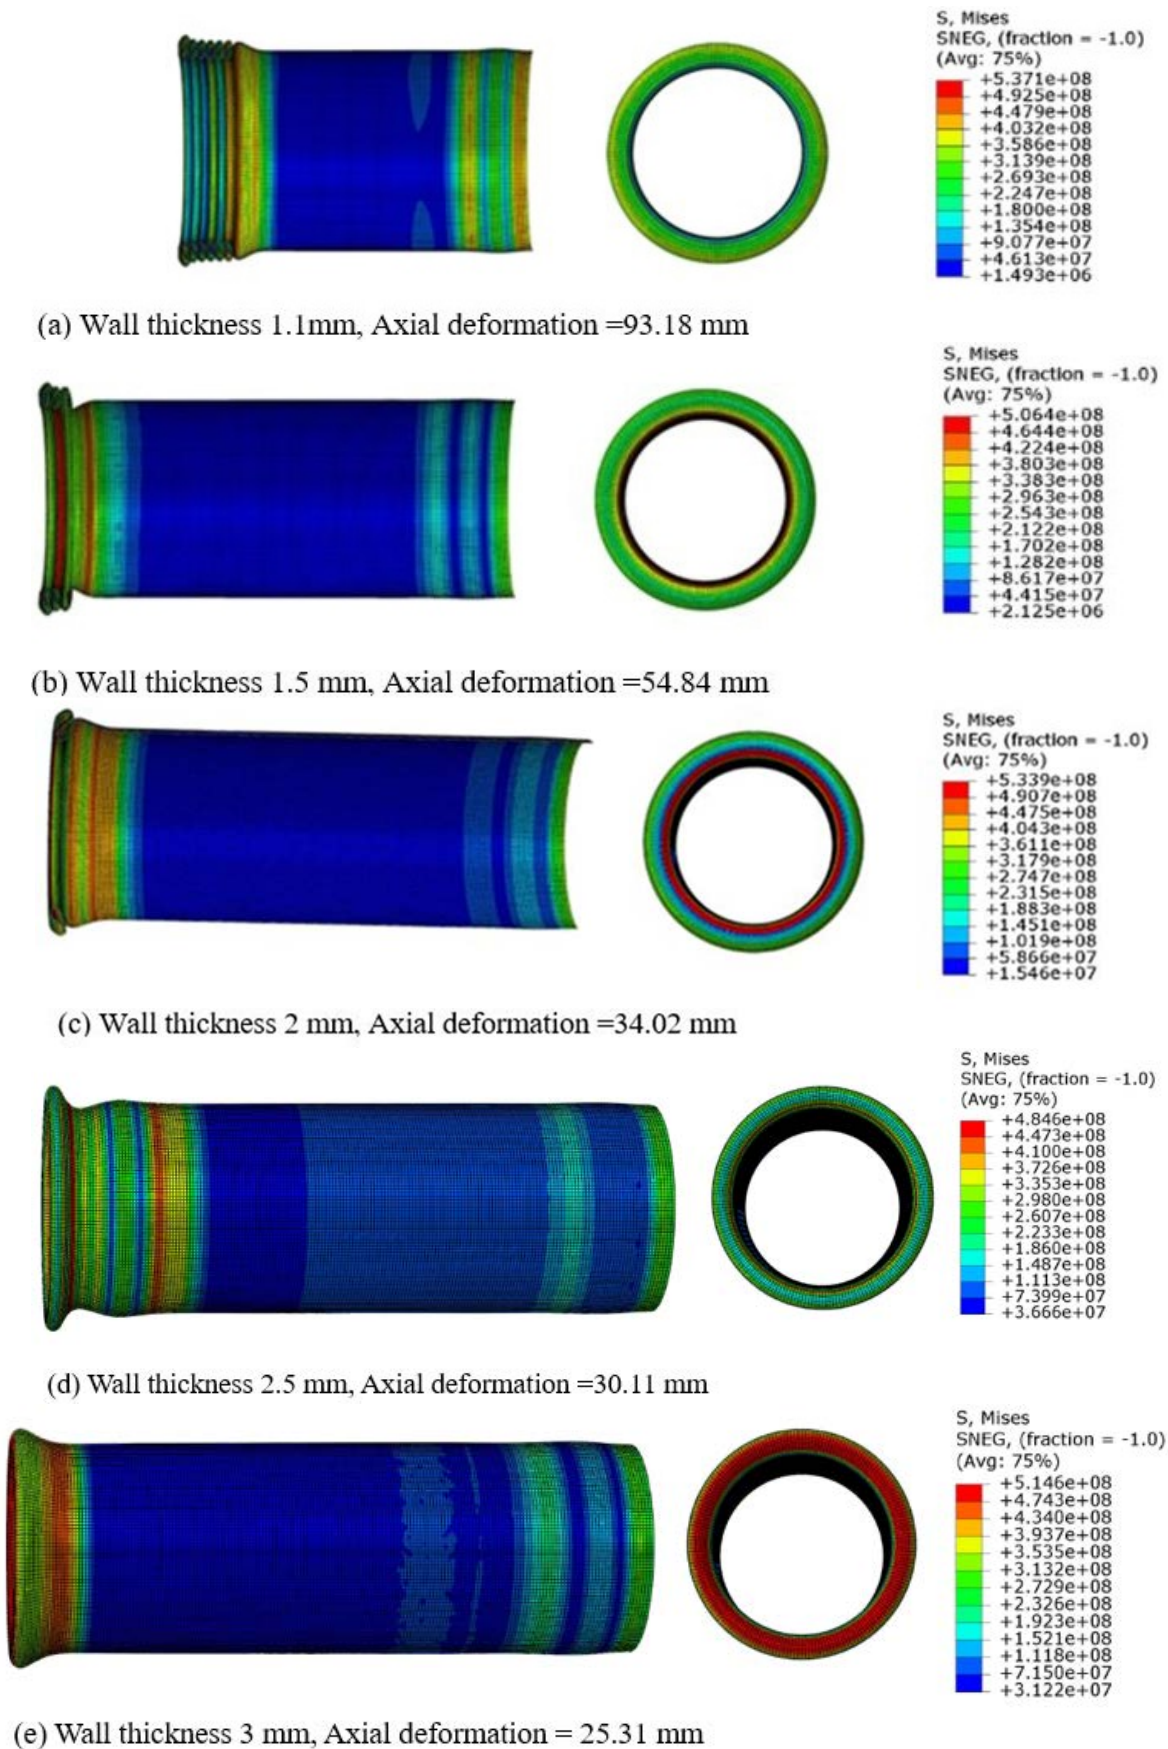 S, Mises
SNEG, (fraction = -1.0)
(Avg: 75%)
+5.371e+08
+4.925e+08
+4.479e+08
+4.032e+08
+3.586e+08
+3.139e+08
+2.693e+08
+2.247e+08
+1.800e+08
+1.354e+08
+9.077e+07
+4.613e+07
+1.493e+06
(a) Wall thickness 1.1mm, Axial deformation =93.18 mm
S, Mises
SNEG, (fraction = -1.0)
(Avg: 75%)
+5.064e+08
+4.644e+08
+4.224e+08
+3.803e+08
+3.383e+08
+2.963e+08
+2.543e+08
+2.122e+08
+1.702e+08
+1.282e+08
+8.617e+07
+4.415e+07
+2.125e+06
(b) Wall thickness 1.5 mm, Axial deformation =54.84 mm
S, Mises
SNEG, (fraction = -1.0)
(Avg: 75%)
+5.339e+08
+4.907e+08
+4.475e+08
+4.043e+08
+3.611e+08
+3.179e+08
+2.747e+08
+2.315e+08
+1.883e+08
+1.451e+08
+1.019e+08
+5.866e+07
+1.546e+07
(c) Wall thickness 2 mm, Axial deformation =34.02 mm
S, Mises
SNEG, (fraction = -1.0)
(Avg: 75%)
+4.846e+08
+4.473e+08
+4.100e+08
+3.726e+08
+3.353e+08
+2.980e+08
+2.607e+08
+2.233e+08
+1.860e+08
+1.487e+08
+1.113e+08
+7.399e+07
+3.666e+07
(d) Wall thickness 2.5 mm, Axial deformation =30.11 mm
S, Mises
SNEG, (fraction = -1.0)
(Avg: 75%)
+5.146e+08
+4.743e+08
+4.340e+08
+3.937e+08
+3.535e+08
+3.132e+08
+2.729e+08
+2.326e+08
+1.923e+08
+1.521e+08
+1.118e+08
+7.150e+07
+3.122e+07
(e) Wall thickness 3 mm, Axial deformation = 25.31 mm